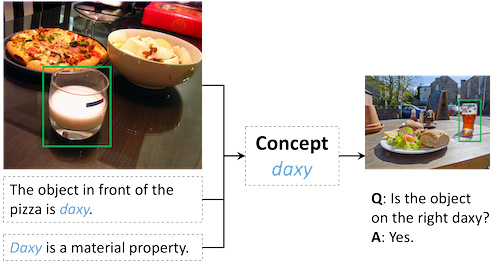 The object in front of the
pizza is daxy.
Daxy is a material property.
Concept
daxy
Q: Is the object
on the right daxy?
A: Yes.